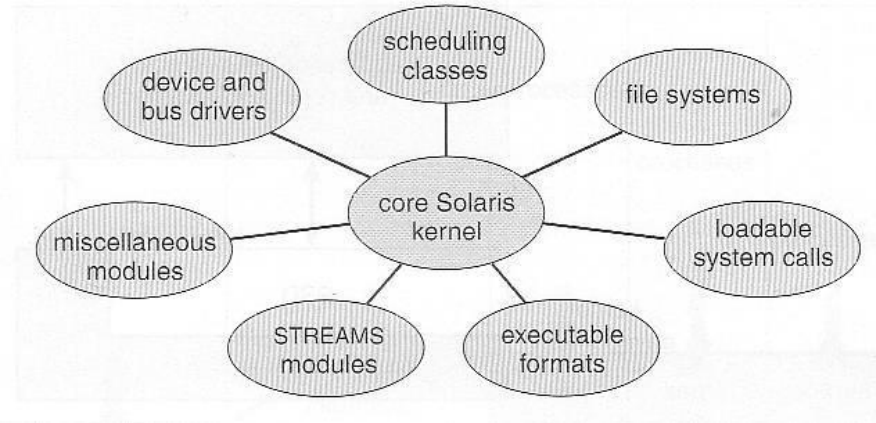 scheduling
classes
device and
bus drivers
file systems
core Solaris
kernel
miscellaneous
modules
loadable
system calls
STREAMS
modules
executable
formats